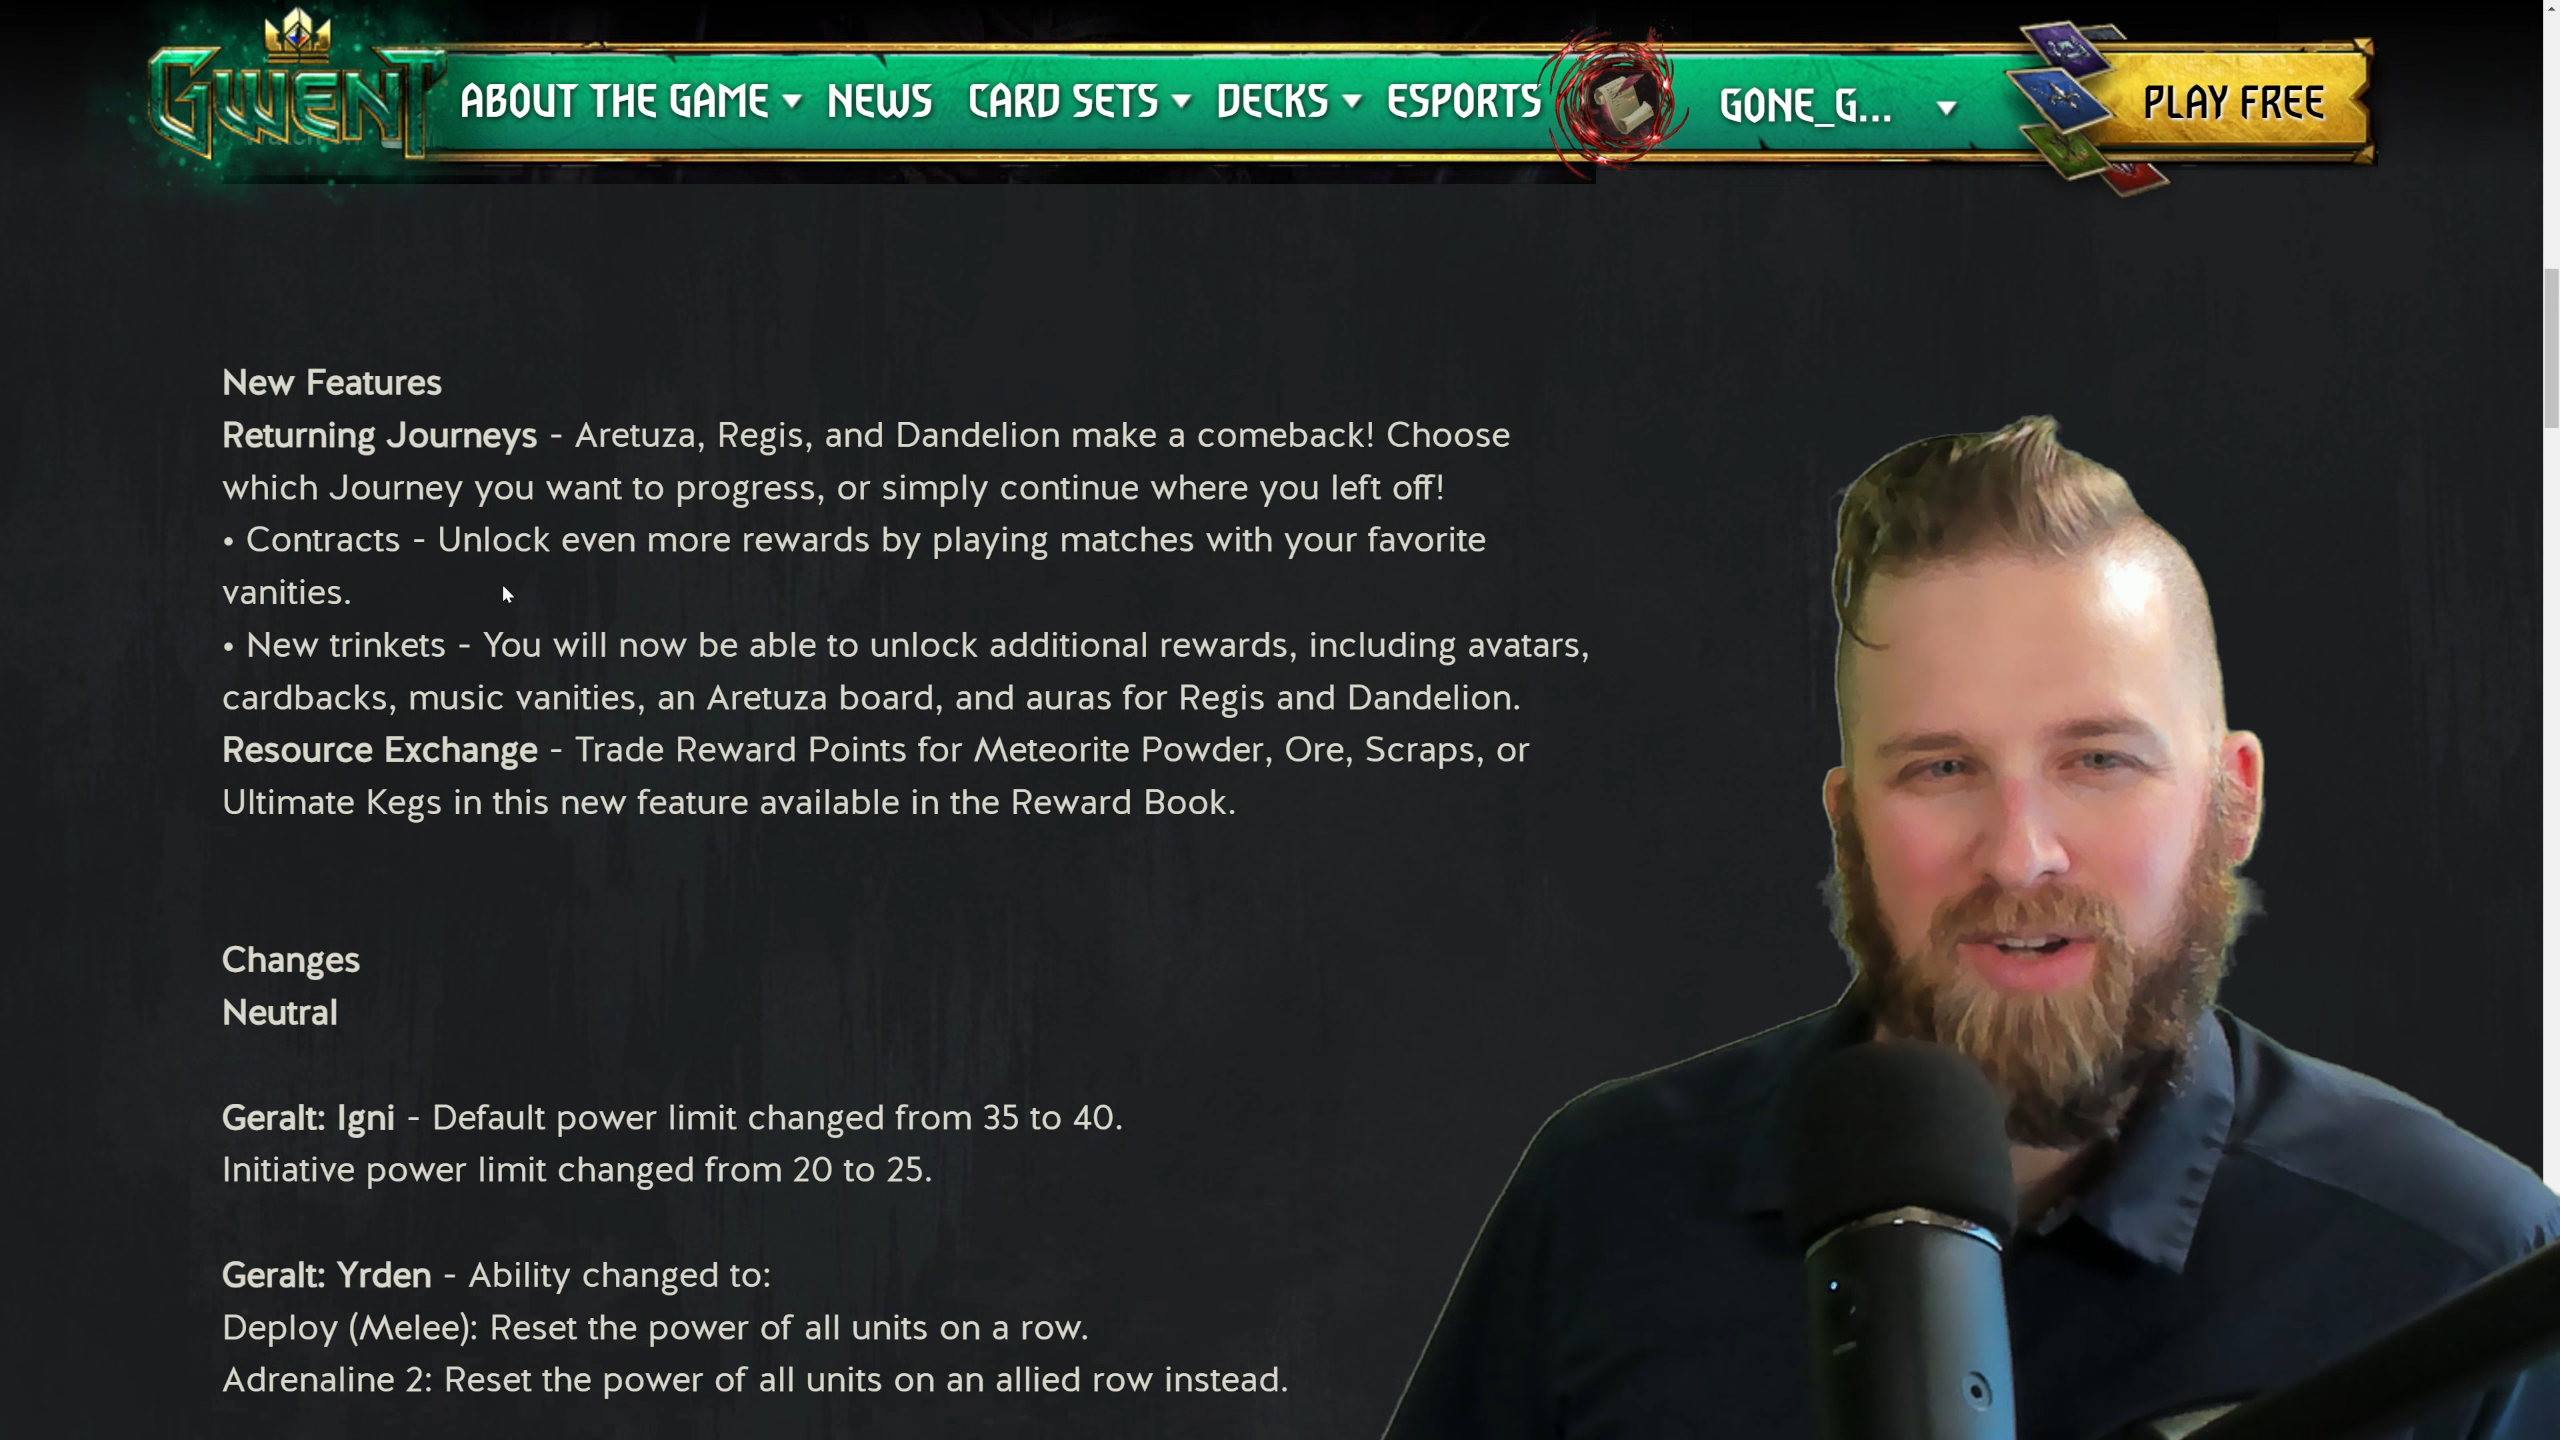 GWENT
ABOUT THE GAME NEWS CARD SETS DECKS ESPORTS GONE_G... PLAY FREE
New Features
Returning Journeys - Aretuza, Regis, and Dandelion make a comeback! Choose
which Journey you want to progress, or simply continue where you left off!
• Contracts - Unlock even more rewards by playing matches with your favorite
vanities.
• New trinkets - You will now be able to unlock additional rewards, including avatars,
cardbacks, music vanities, an Aretuza board, and auras for Regis and Dandelion.
Resource Exchange - Trade Reward Points for Meteorite Powder, Ore, Scraps, or
Ultimate Kegs in this new feature available in the Reward Book.
Changes
Neutral
Geralt: Igni - Default power limit changed from 35 to 40.
Initiative power limit changed from 20 to 25.
Geralt: Yrden - Ability changed to:
Deploy (Melee): Reset the power of all units on a row.
Adrenaline 2: Reset the power of all units on an allied row instead.